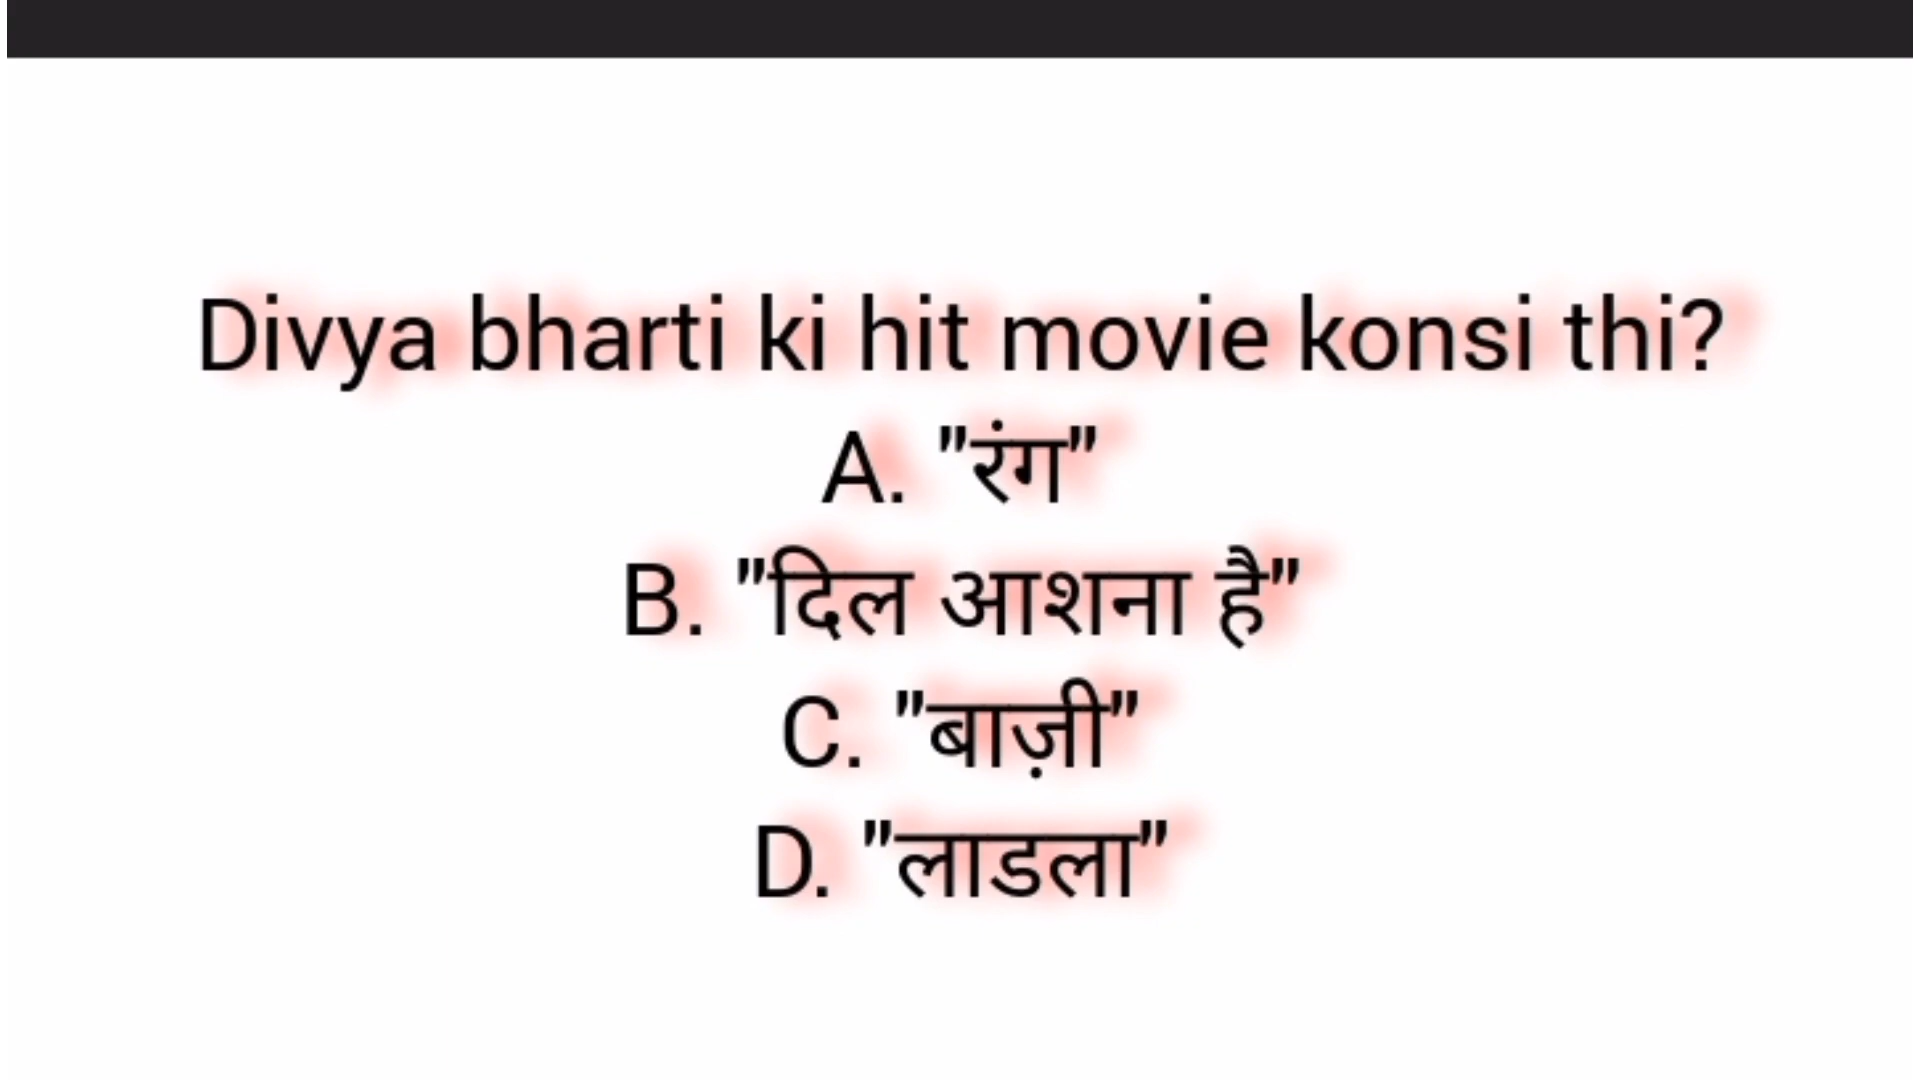 Divya bharti ki hit movie konsi thi?
A. "रंग"
B. "दिल आशना है"
C. "बाज़ी"
D. "लाडला"